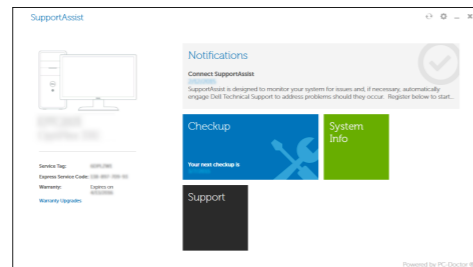 SupportAssist
Notifications
Connect SupportAssist
SupportAssist is designed to monitor your system for issues and, if necessary, automatically
engage Dell Technical Support to address problems should they occur. Register below to start...
Checkup
Your next checkup is
System
Info
Service Tag:
Express Service Code:
Warranty:
Expires on
Warranty Upgrades
Support
Powered by PC-Doctor ®